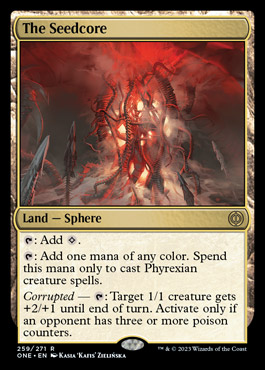 The Seedcore
Land — Sphere
: Add .
: Add one mana of any color. Spend
this mana only to cast Phyrexian
creature spells.
Corrupted — : Target 1/1 creature gets
+2/+1 until end of turn. Activate only if
an opponent has three or more poison
counters.
259/271 R
ONE • EN Kasia 'Kafis' Zielińska
™ & © 2023 Wizards of the Coast